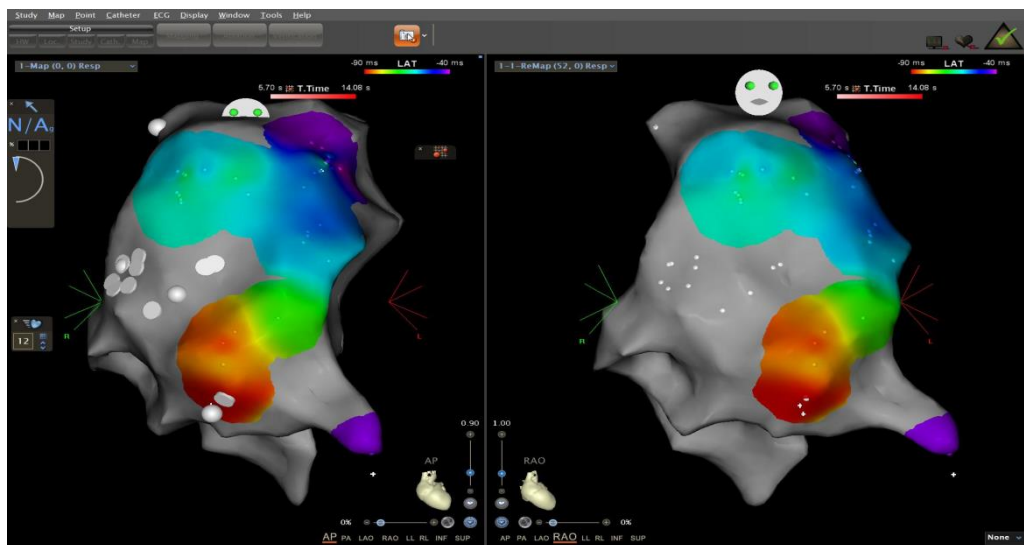 Study Map Point Catheter ECG Display Window Tools Help
Setup
Study Cath. Map
1-Map (0, 0) Resp
-90 ms LAT -40 ms
5.70 s T.Time 14.08 s
N/A
12
R
L
0.90
AP
0%
AP PA LAO RAO LL RL INF SUP
1-1-ReMap (52, 0) Resp
-90 ms LAT -40 ms
5.70 s T.Time 14.08 s
R
L
1.00
RAO
0%
AP PA LAO RAO LL RL INF SUP
None